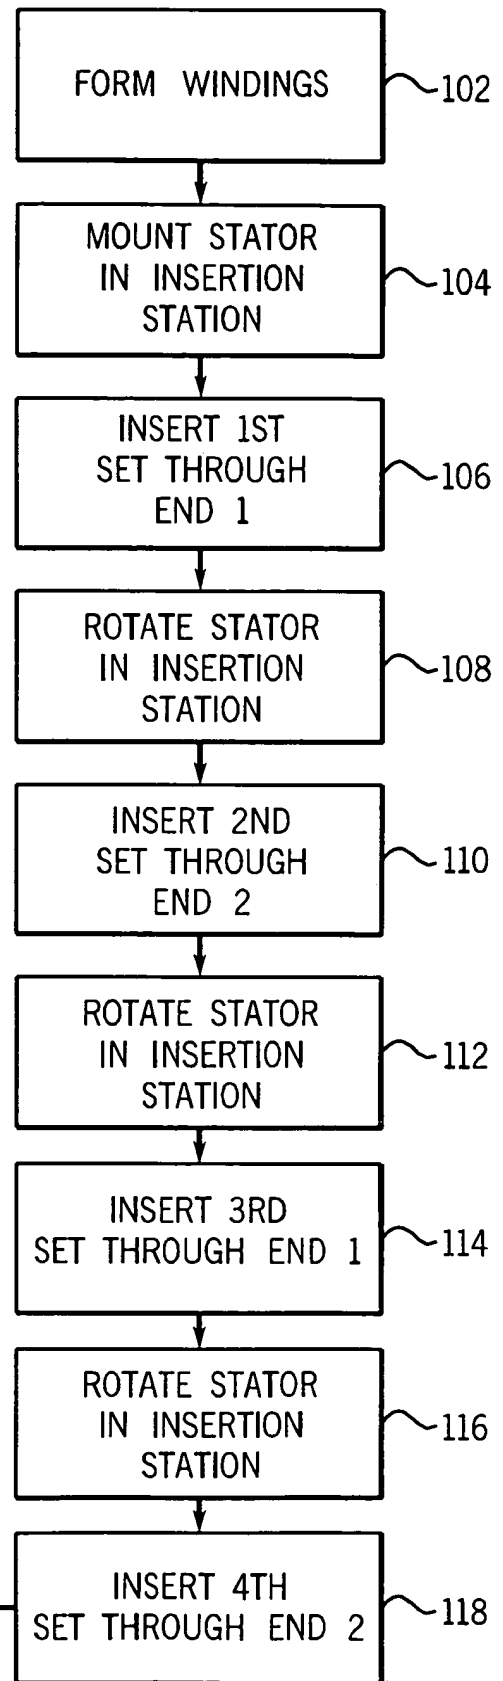 FORM WINDINGS
102
MOUNT STATOR
IN INSERTION
STATION
104
INSERT 1ST
SET THROUGH
END 1
106
ROTATE STATOR
IN INSERTION
STATION
108
INSERT 2ND
SET THROUGH
END 2
110
ROTATE STATOR
IN INSERTION
STATION
112
INSERT 3RD
SET THROUGH END 1
114
ROTATE STATOR
IN INSERTION
STATION
116
INSERT 4TH
SET THROUGH END 2
118